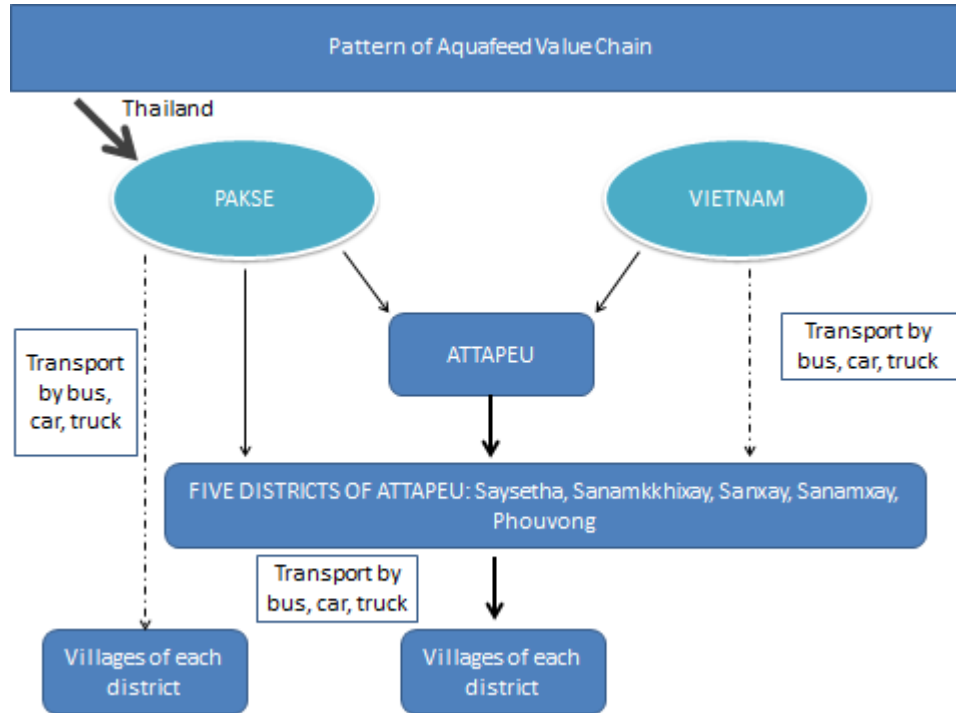 Pattern of Aquafeed Value Chain
Thailand
PAKSE
VIETNAM
Transport
by bus,
car, truck
ATTAPEU
Transport by
bus, car, truck
FIVE DISTRICTS OF ATTAPEU: Saysetha, Sanamkkhixay, Sanxay, Sanamxay,
Phouvong
Transport by
bus, car, truck
Villages of each
district
Villages of each
district